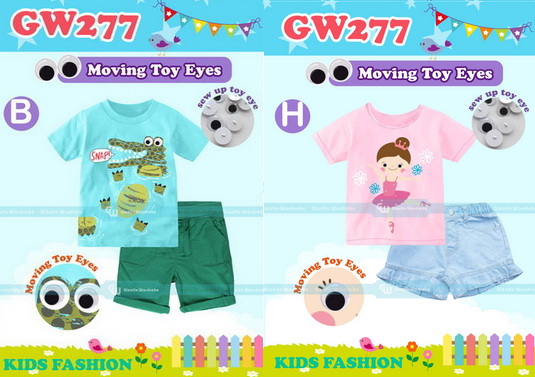 GW277
Moving Toy Eyes
B
sew up toy eye
SNAP!
Moving Toy Eyes
KIDS FASHION
GW277
Moving Toy Eyes
H
sew up toy eye
Moving Toy Eyes
KIDS FASHION